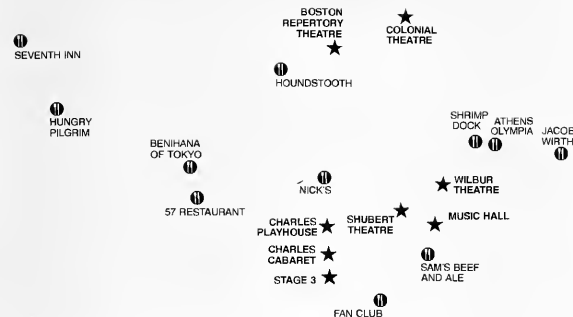 BOSTON
REPERTORY
THEATRE
COLONIAL
THEATRE
SEVENTH INN
HOUNDSTOOTH
HUNGRY
PILGRIM
SHRIMP
DOCK
ATHENS
OLYMPIA
JACOB
WIRTH
BENIHANA
OF TOKYO
NICK'S
WILBUR
THEATRE
57 RESTAURANT
CHARLES
PLAYHOUSE
SHUBERT
THEATRE
MUSIC HALL
CHARLES
CABARET
SAM'S BEEF
AND ALE
STAGE 3
FAN CLUB